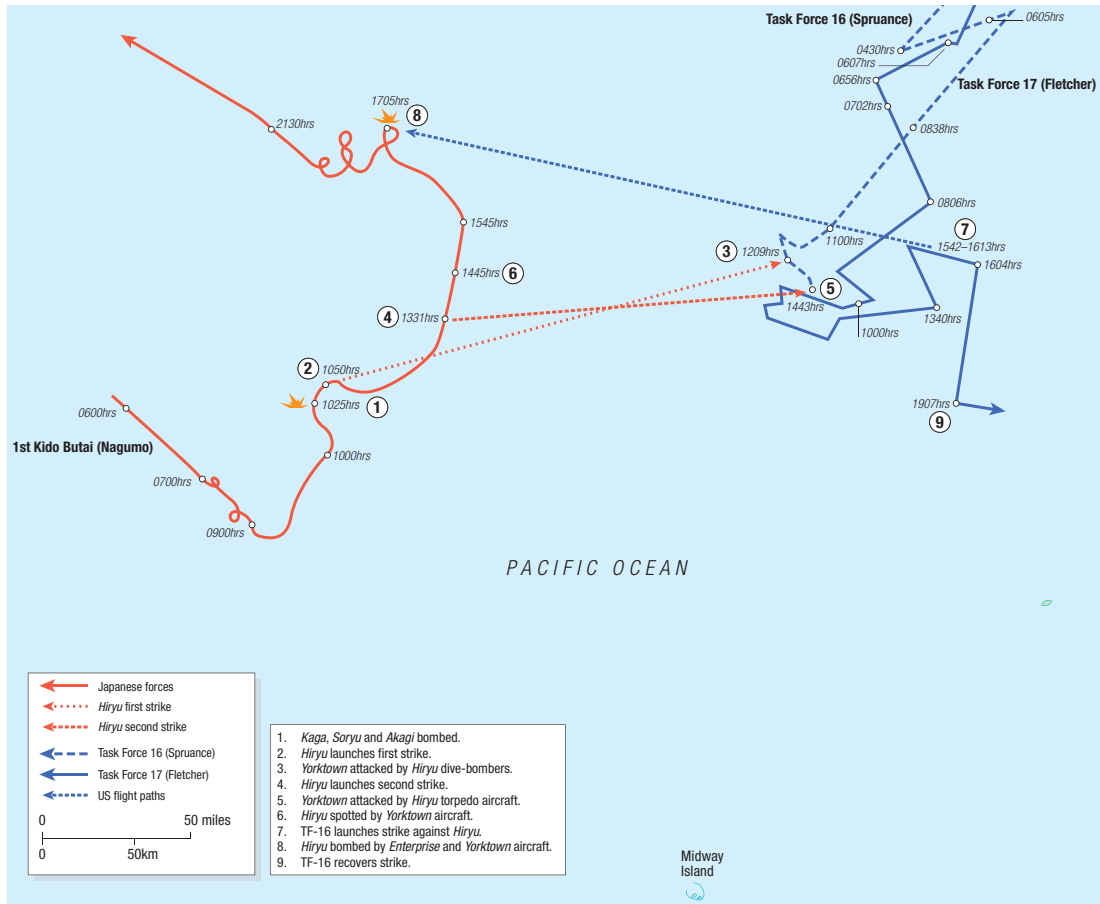 Task Force 16 (Spruance)
0605hrs
0430hrs
0607hrs
0656hrs
Task Force 17 (Fletcher)
0702hrs
0838hrs
1705hrs
8
2130hrs
0806hrs
1545hrs
7
1100hrs
1542–1613hrs
3
1209hrs
1604hrs
1445hrs
6
5
4
1331hrs
1443hrs
1340hrs
1000hrs
2
1050hrs
1025hrs
1
1907hrs
9
0600hrs
1st Kido Butai (Nagumo)
1000hrs
0700hrs
0900hrs
PACIFIC OCEAN
Japanese forces
Hiryu first strike
Hiryu second strike
Task Force 16 (Spruance)
Task Force 17 (Fletcher)
US flight paths
0
50 miles
0
50km
1. Kaga, Soryu and Akagi bombed.
2. Hiryu launches first strike.
3. Yorktown attacked by Hiryu dive-bombers.
4. Hiryu launches second strike.
5. Yorktown attacked by Hiryu torpedo aircraft.
6. Hiryu spotted by Yorktown aircraft.
7. TF-16 launches strike against Hiryu.
8. Hiryu bombed by Enterprise and Yorktown aircraft.
9. TF-16 recovers strike.
Midway
Island